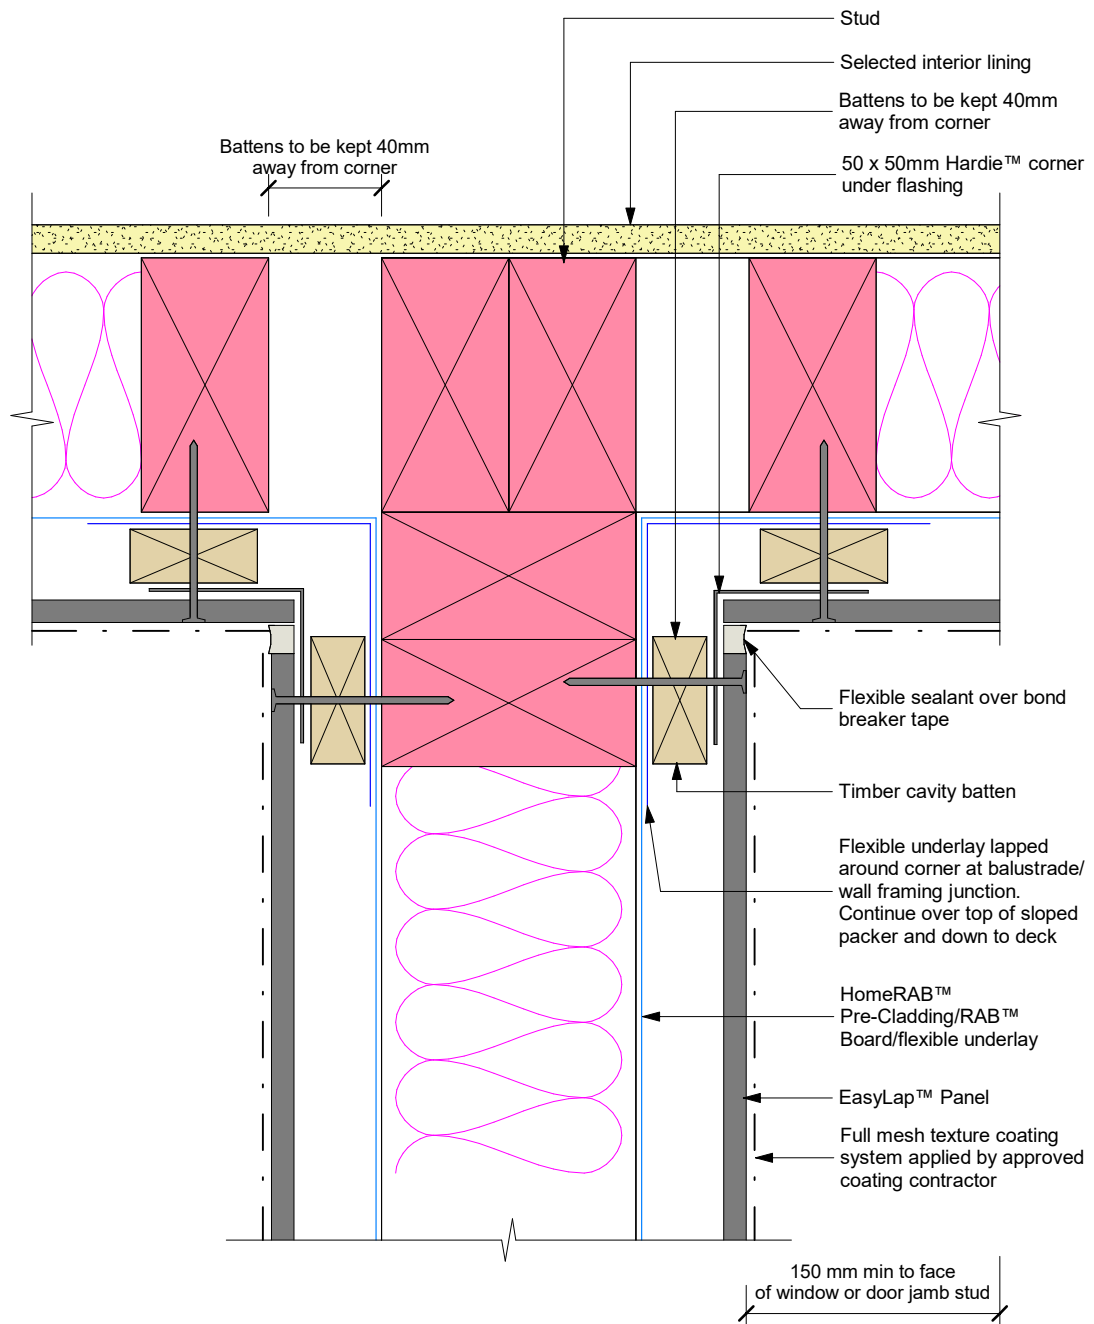 Stud
Selected interior lining
Battens to be kept 40mm
away from corner
Battens to be kept 40mm
away from corner
50 x 50mm Hardie™ corner
under flashing
Flexible sealant over bond
breaker tape
Timber cavity batten
Flexible underlay lapped
around corner at balustrade/
wall framing junction.
Continue over top of sloped
packer and down to deck
HomeRAB™
Pre-Cladding/RAB™
Board/flexible underlay
EasyLap™ Panel
Full mesh texture coating
system applied by approved
coating contractor
150 mm min to face
of window or door jamb stud